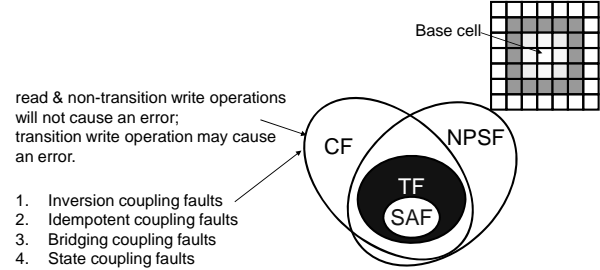 Base cell
read & non-transition write operations
will not cause an error;
transition write operation may cause
an error.
CF
NPSF
TF
SAF
1. Inversion coupling faults
2. Idempotent coupling faults
3. Bridging coupling faults
4. State coupling faults